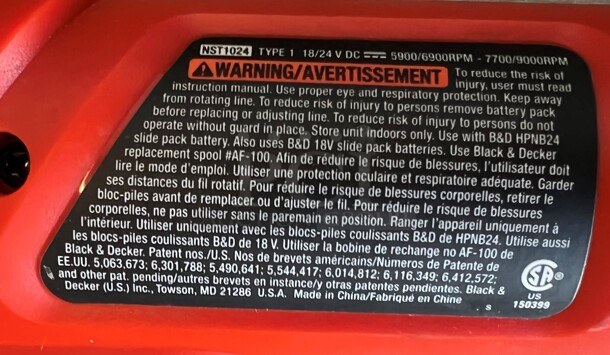 NST1024 TYPE 1 18/24 V DC ⎓ 5900/6900RPM - 7700/9000RPM
⚠WARNING/AVERTISSEMENT To reduce the risk of
injury, user must read
instruction manual. Use proper eye and respiratory protection. Keep away
from rotating line. To reduce risk of injury to persons remove battery pack
before replacing or adjusting line. To reduce risk of injury to persons do not
operate without guard in place. Store unit indoors only. Use with B&D HPNB24
slide pack battery. Also uses B&D 18V slide pack batteries. Use Black & Decker
replacement spool #AF-100. Afin de réduire le risque de blessures, l'utilisateur doit
lire le mode d'emploi. Utiliser une protection oculaire et respiratoire adéquate. Garder
ses distances du fil rotatif. Pour réduire le risque de blessures corporelles, retirer le
bloc-piles avant de remplacer ou d'ajuster le fil. Pour réduire le risque de blessures
corporelles, ne pas utiliser sans le paremain en position. Ranger l'appareil uniquement à
l'intérieur. Utiliser uniquement avec les blocs-piles coulissants B&D de HPNB24. Utilise aussi
les blocs-piles coulissants B&D de 18 V. Utiliser la bobine de rechange no AF-100 de
Black & Decker. Patent nos./U.S. Nos de brevets américains/Números de Patente de
EE.UU. 5,063,673; 6,301,788; 5,490,641; 5,544,417; 6,014,812; 6,116,349; 6,412,572;
and other pat. pending/autres brevets en instance/y otras patentes pendientes. Black &
Decker (U.S.) Inc., Towson, MD 21286 U.S.A. Made in China/Fabriqué en Chine
S
SA ®
US
150399